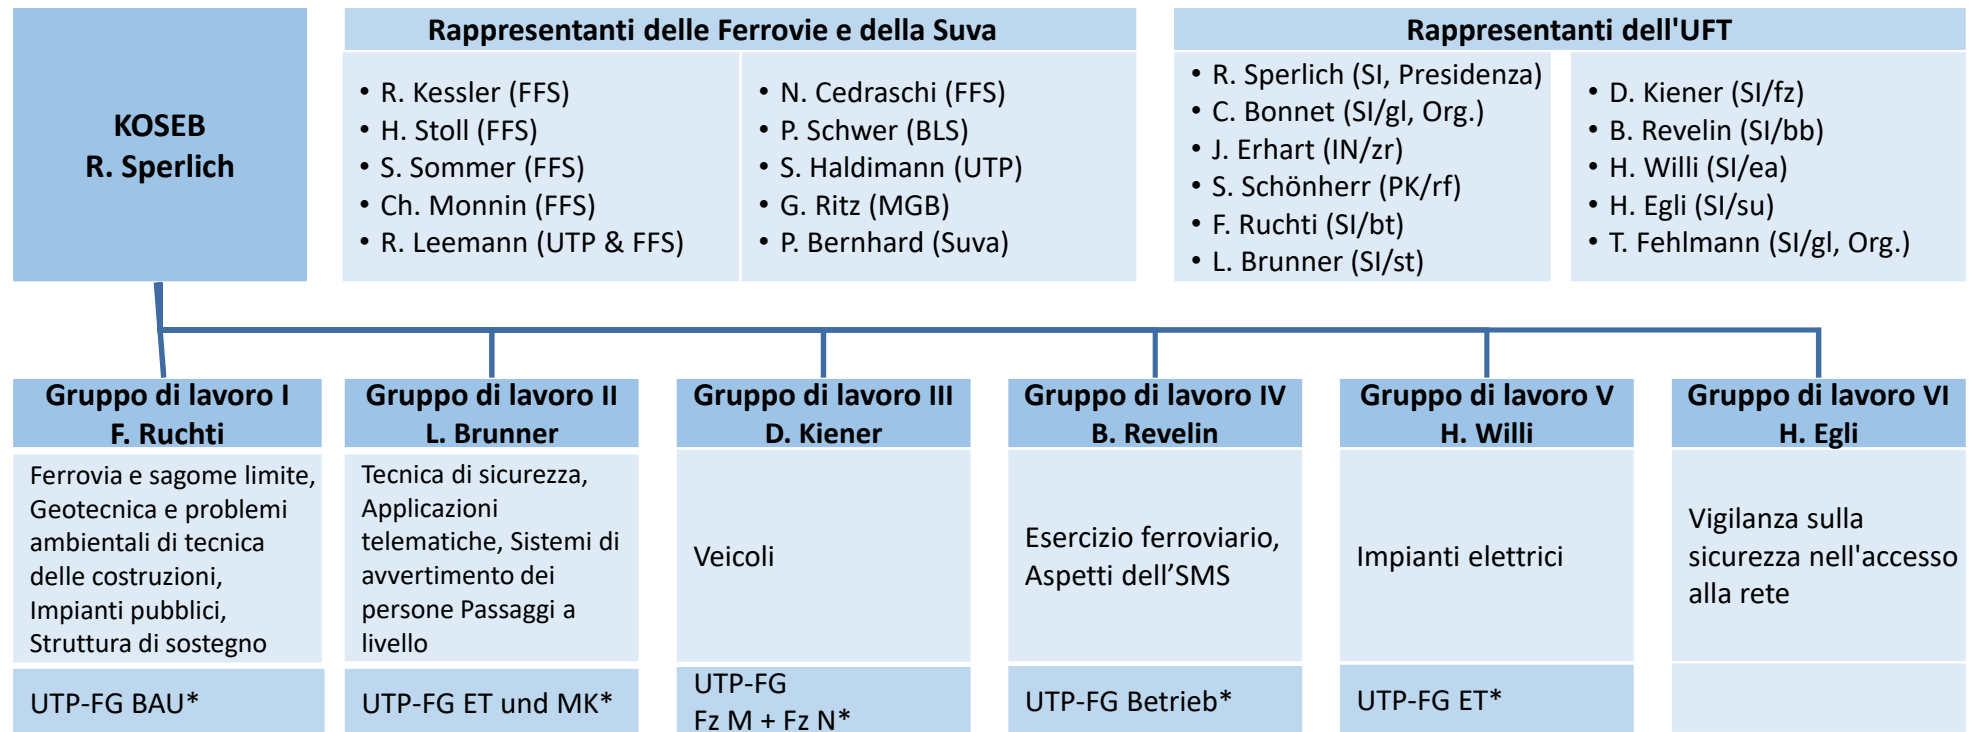 KOSEB
R. Sperlich
Rappresentanti delle Ferrovie e della Suva
• R. Kessler (FFS)
• H. Stoll (FFS)
• S. Sommer (FFS)
• Ch. Monnin (FFS)
• R. Leemann (UTP & FFS)
• N. Cedraschi (FFS)
• P. Schwer (BLS)
• S. Haldimann (UTP)
• G. Ritz (MGB)
• P. Bernhard (Suva)
Rappresentanti dell'UFT
• R. Sperlich (SI, Presidenza)
• C. Bonnet (SI/gl, Org.)
• J. Erhart (IN/zr)
• S. Schönherr (PK/rf)
• F. Ruchti (SI/bt)
• L. Brunner (SI/st)
• D. Kiener (SI/fz)
• B. Revelin (SI/bb)
• H. Willi (SI/ea)
• H. Egli (SI/su)
• T. Fehlmann (SI/gl, Org.)
Gruppo di lavoro I
F. Ruchti
Ferrovia e sagome limite,
Geotecnica e problemi
ambientali di tecnica
delle costruzioni,
Impianti pubblici,
Struttura di sostegno
UTP-FG BAU*
Gruppo di lavoro II
L. Brunner
Tecnica di sicurezza,
Applicazioni
telematiche, Sistemi di
avvertimento dei
persone Passaggi a
livello
UTP-FG ET und MK*
Gruppo di lavoro III
D. Kiener
Veicoli
UTP-FG
Fz M + Fz N*
Gruppo di lavoro IV
B. Revelin
Esercizio ferroviario,
Aspetti dell’SMS
UTP-FG Betrieb*
Gruppo di lavoro V
H. Willi
Impianti elettrici
UTP-FG ET*
Gruppo di lavoro VI
H. Egli
Vigilanza sulla
sicurezza nell'accesso
alla rete